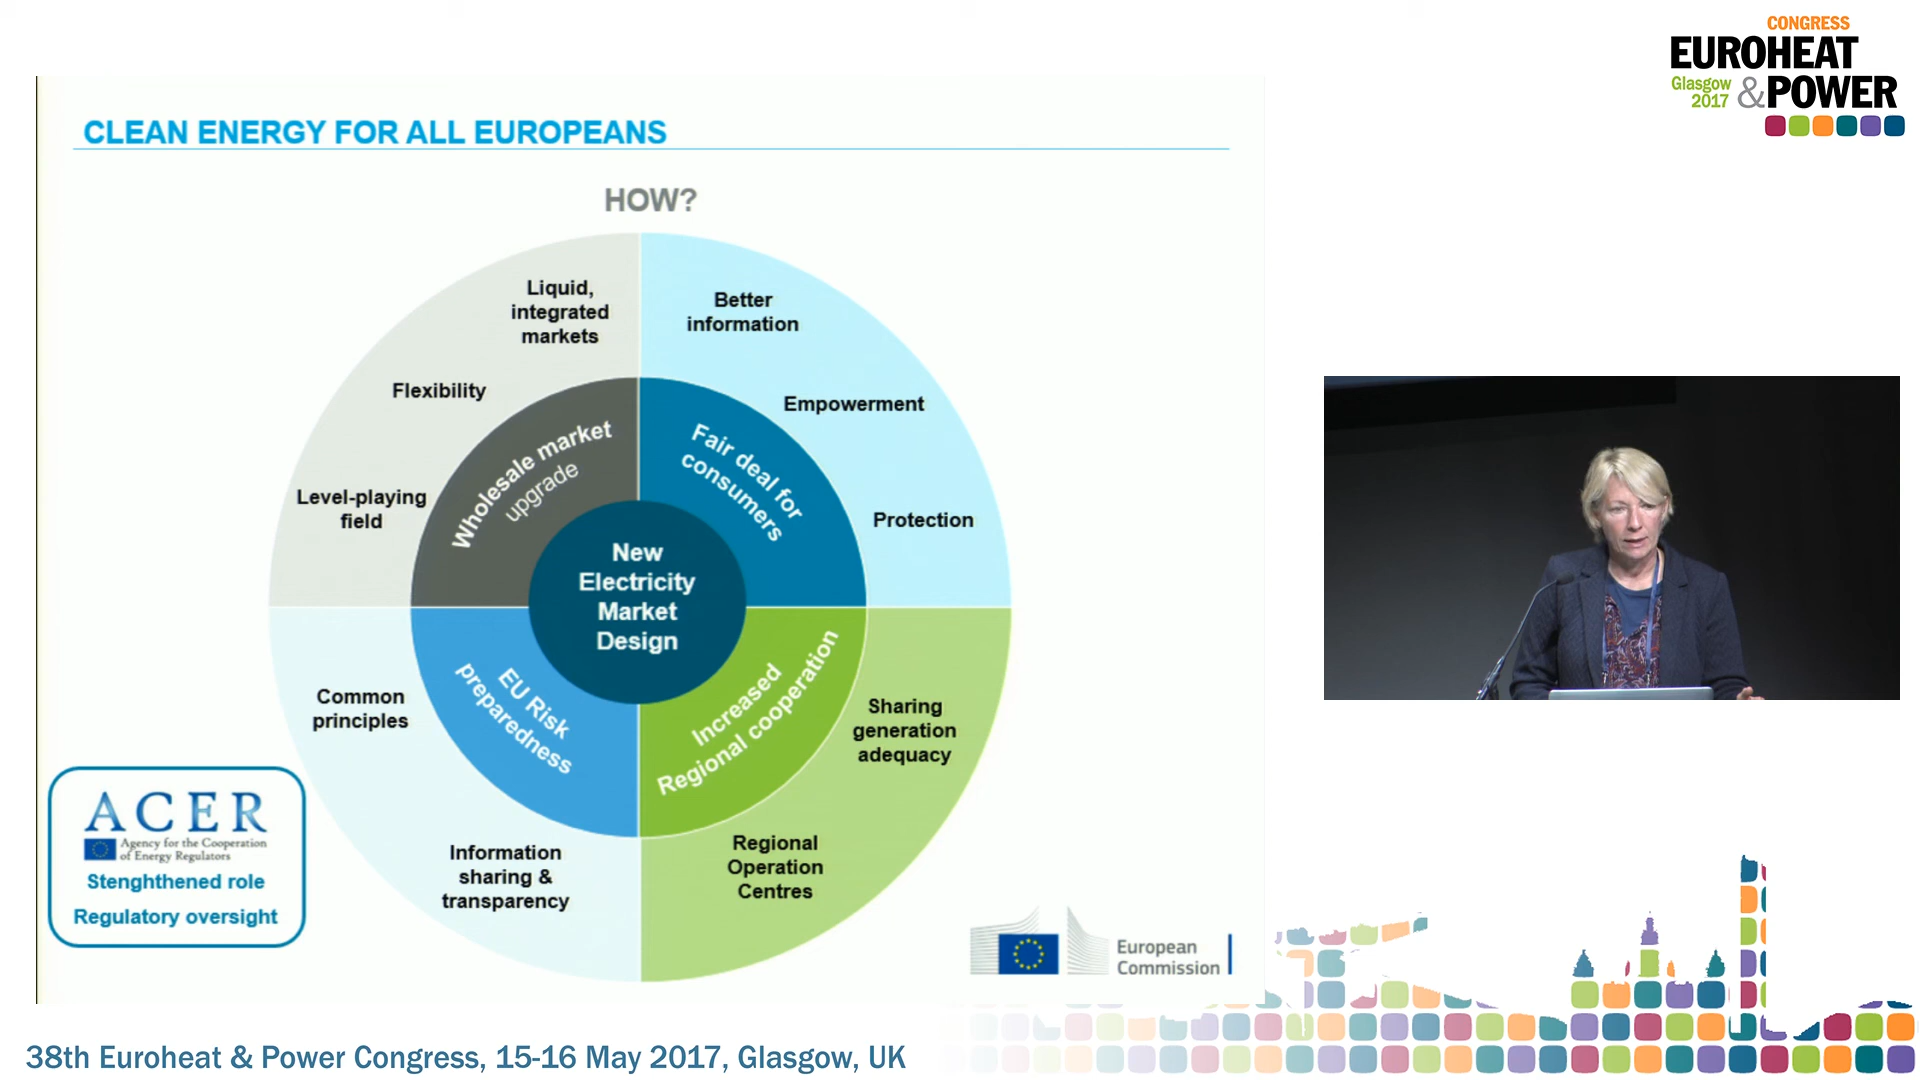 CONGRESS
EUROHEAT
Glasgow
2017
&POWER
CLEAN ENERGY FOR ALL EUROPEANS
HOW?
Liquid,
integrated
markets
Flexibility
Level-playing
field
Better
information
Empowerment
Protection
Wholesale market
upgrade
Fair deal for
consumers
New
Electricity
Market
Design
EU Risk
preparedness
Increased
Regional cooperation
Common
principles
Information
sharing &
transparency
Sharing
generation
adequacy
Regional
Operation
Centres
ACER
Agency for the Cooperation
of Energy Regulators
Stenghthened role
Regulatory oversight
European
Commission
38th Euroheat & Power Congress, 15-16 May 2017, Glasgow, UK